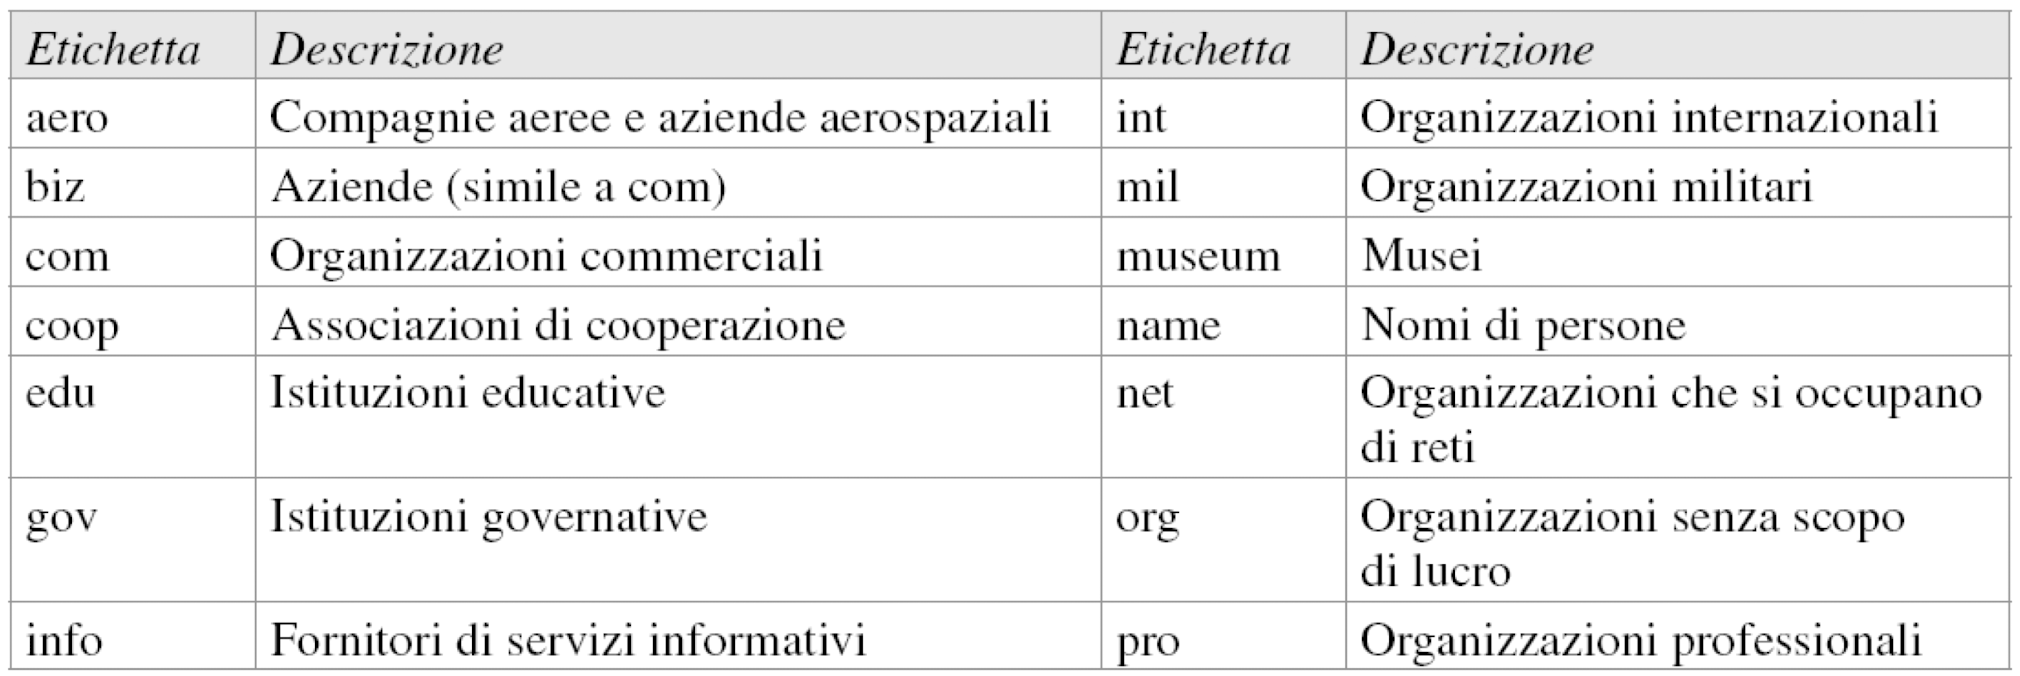 Etichetta Descrizione Etichetta Descrizione
aero Compagnie aeree e aziende aerospaziali int Organizzazioni internazionali
biz Aziende (simile a com) mil Organizzazioni militari
com Organizzazioni commerciali museum Musei
coop Associazioni di cooperazione name Nomi di persone
edu Istituzioni educative net Organizzazioni che si occupano
di reti
gov Istituzioni governative org Organizzazioni senza scopo
di lucro
info Fornitori di servizi informativi pro Organizzazioni professionali